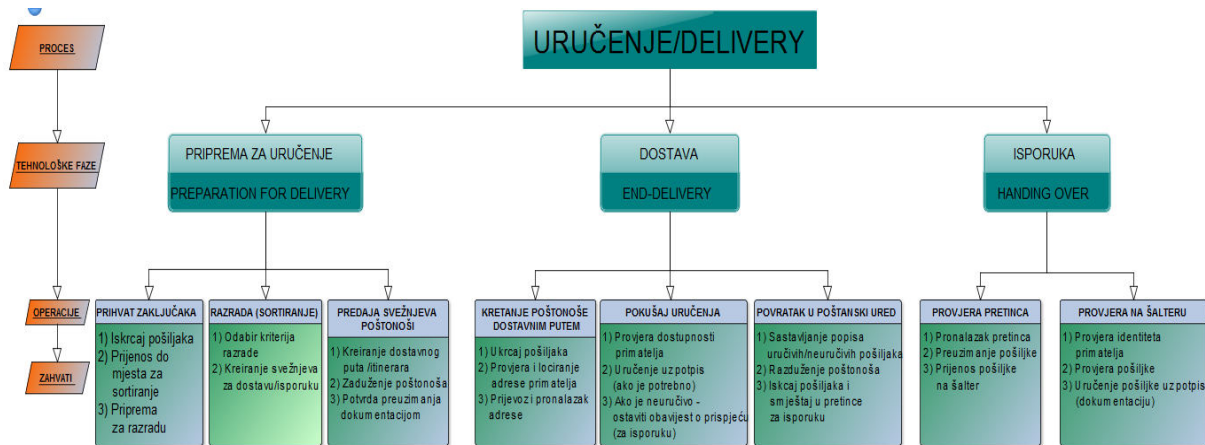 PROCES
URUČENJE/DELIVERY
TEHNOLOŠKE FAZE
PRIPREMA ZA URUČENJE
PREPARATION FOR DELIVERY
DOSTAVA
END-DELIVERY
ISPORUKA
HANDING OVER
OPERACIJE
ZAHVATI
PRIHVAT ZAKLJUČAKA
1) Iskrcaj pošiljaka
2) Prijenos do
mjesta za
sortiranje
3) Priprema
za razradu
RAZRADA (SORTIRANJE)
1) Odabir kriterija
razrade
2) Kreiranje svežnjeva
za dostavu/isporuku
PREDAJA SVEŽNJEVA
POŠTONOŠI
1) Kreiranje dostavnog
puta /itinerara
2) Zaduženje poštonoša
3) Potvrda preuzimanja
dokumentacijom
KRETANJE POŠTONOŠE
DOSTAVNIM PUTEM
1) Ukrcaj pošiljaka
2) Provjera i lociranje
adrese primatelja
3) Prijevoz i pronalazak
adrese
POKUŠAJ URUČENJA
1) Provjera dostupnosti
primatelja
2) Uručenje uz potpis
(ako je potrebno)
3) Ako je neuručivo -
ostaviti obavijest o prispjeću
(za isporuku)
POVRATAK U POŠTANSKI URED
1) Sastavljanje popisa
uručivih/neuručivih pošiljaka
2) Razduženje poštonoša
3) Iskcaj pošiljaka i
smještaj u pretince
za isporuku
PROVJERA PRETINCA
1) Pronalazak pretinca
2) Preuzimanje pošiljke
3) Prijenos pošiljke
na šalter
PROVJERA NA ŠALTERU
1) Provjera identiteta
primatelja
2) Provjera pošiljke
3) Uručenje pošiljke uz potpis
(dokumentaciju)